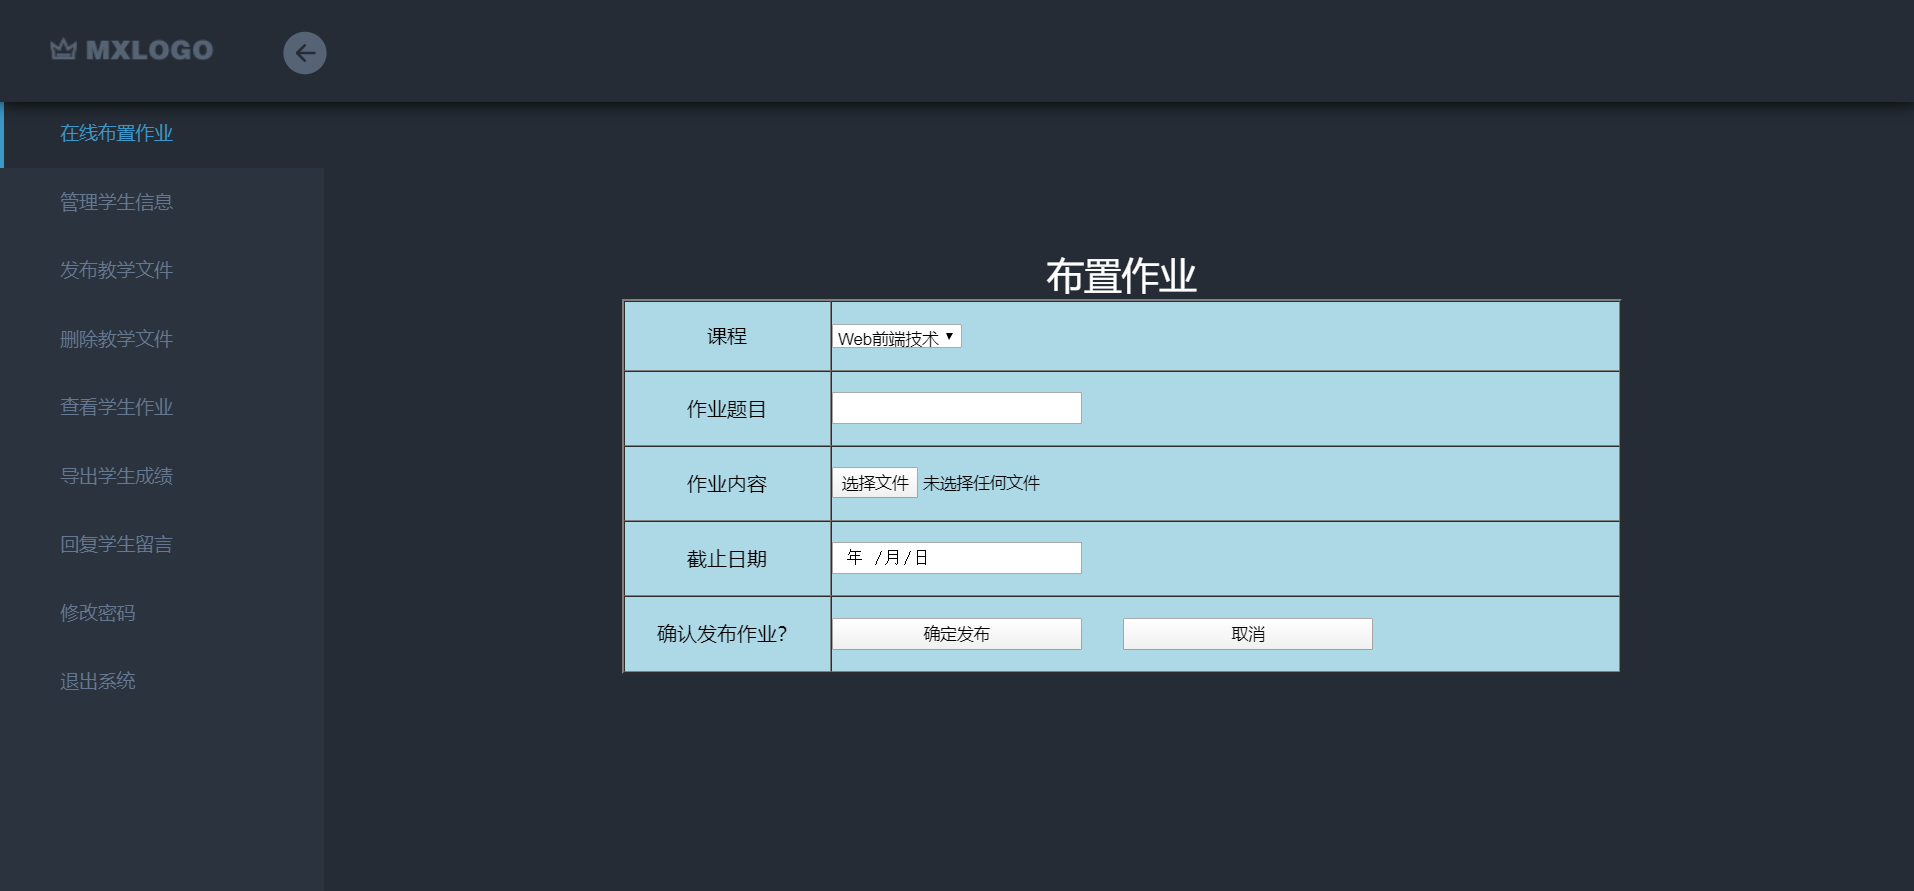 MXLOGO
在线布置作业
管理学生信息
发布教学文件
删除教学文件
查看学生作业
导出学生成绩
回复学生留言
修改密码
退出系统
布置作业
课程 Web前端技术
作业题目
作业内容 选择文件 未选择任何文件
截止日期 年 /月/日
确认发布作业? 确定发布 取消